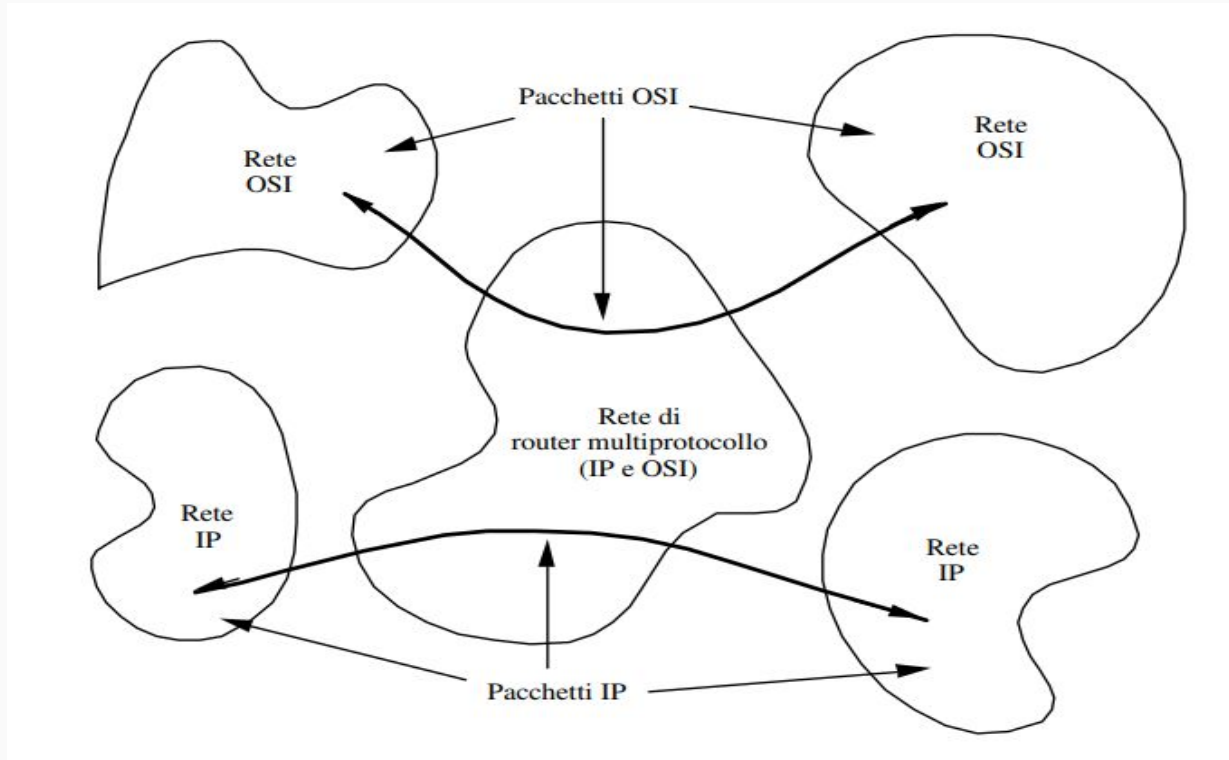 Pacchetti OSI
Rete
OSI
Rete
OSI
Rete di
router multiprotocollo
(IP e OSI)
Rete
IP
Rete
IP
Pacchetti IP